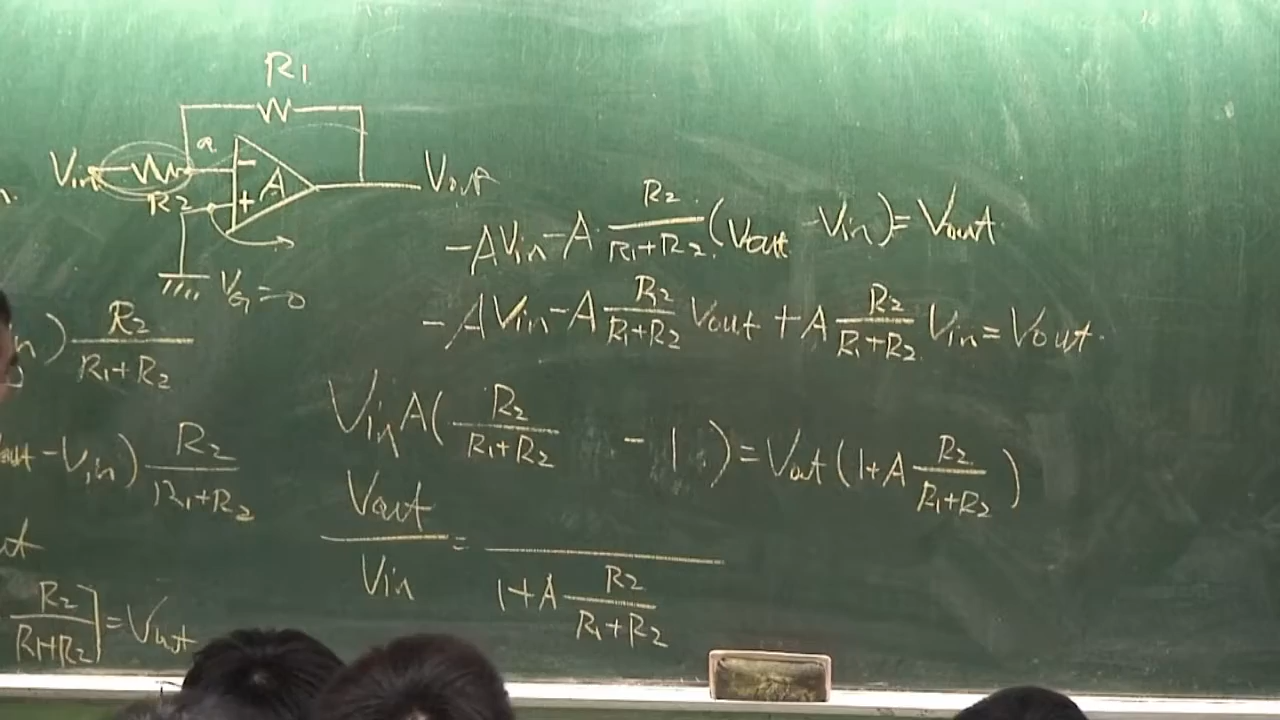 R1
a
Vin
R2
-
+
A
Vout
VG=0
-AVin-A R2/(R1+R2) (Vout-Vin)=Vout
-AVin-A R2/(R1+R2) Vout+A R2/(R1+R2) Vin=Vout.
VinA(R2/(R1+R2) -1)=Vout(1+A R2/(R1+R2))
Vout/Vin = /(1+A R2/(R1+R2))
in) R2/(R1+R2)
out-Vin) R2/(R1+R2)
R2/(R1+R2)]=Vout